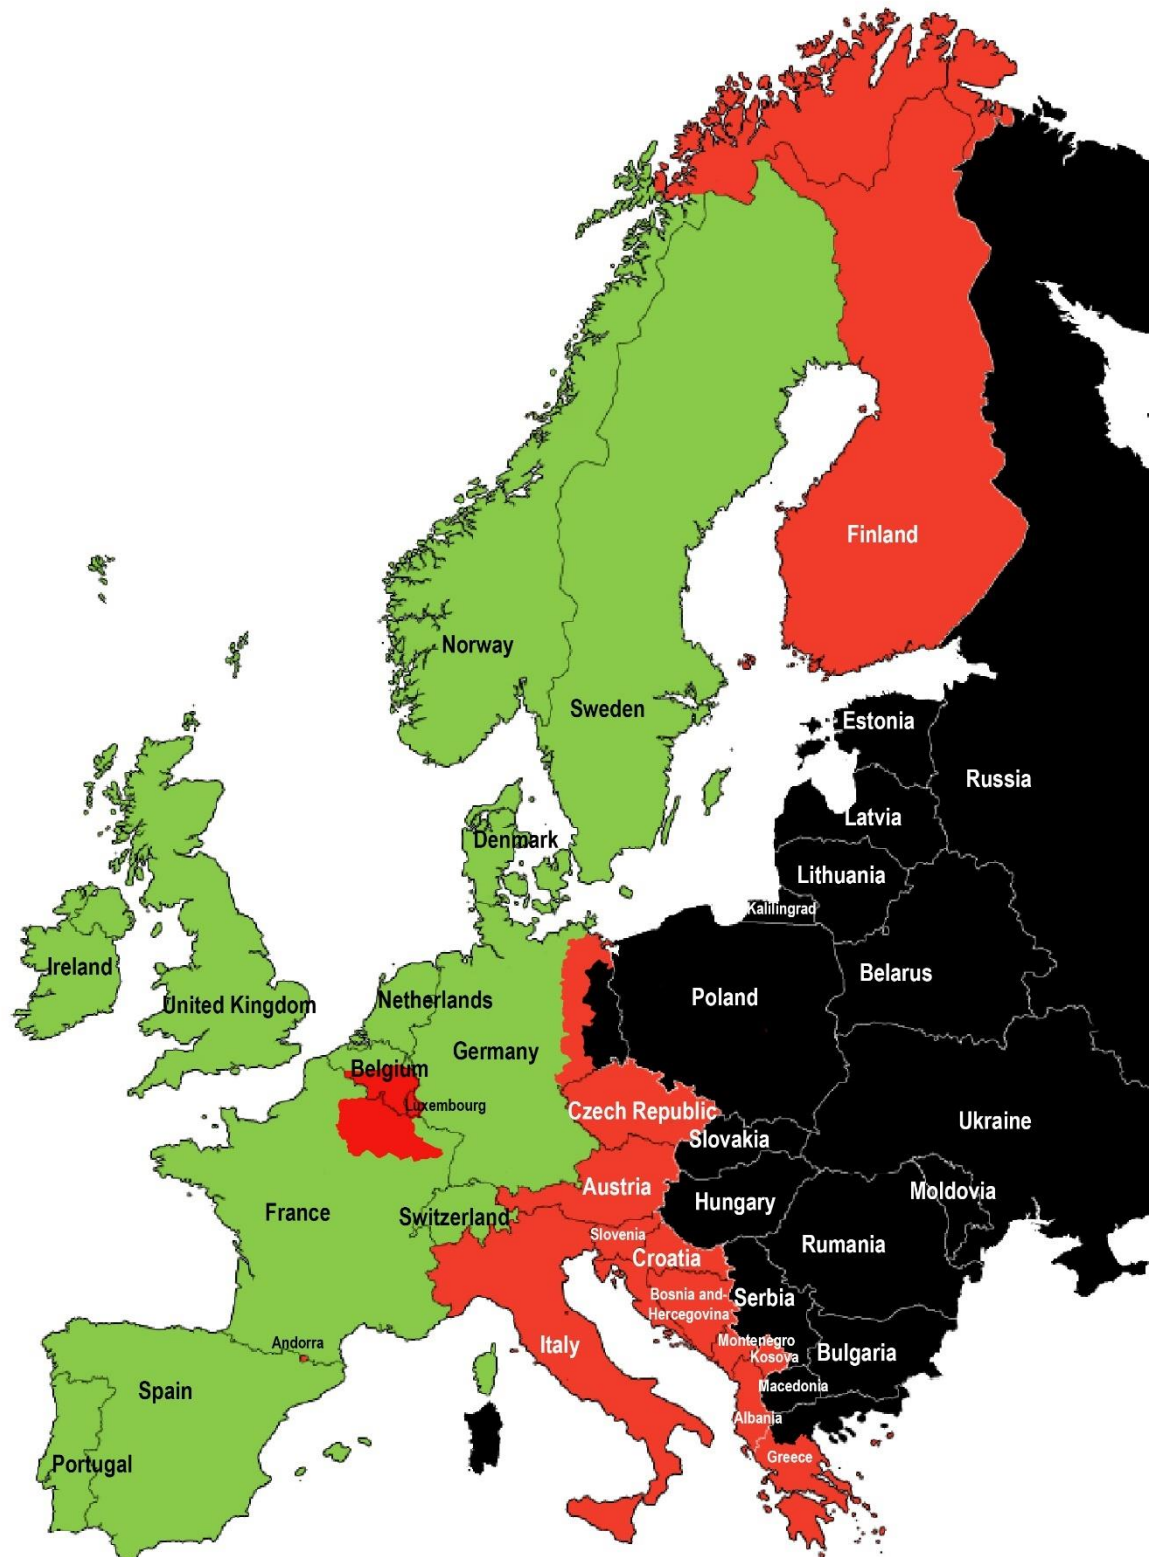 Finland
Norway
Sweden
Estonia
Russia
Latvia
Denmark
Lithuania
Kalilingrad
Ireland
United Kingdom
Netherlands
Belarus
Poland
Germany
Belgium
Luxembourg
Czech Republic
Slovakia
Ukraine
Austria
Hungary
Moldovia
France
Switzerland
Slovenia
Croatia
Rumania
Bosnia and-
Hercegovina
Serbia
Andorra
Italy
Montenegro
Kosova
Bulgaria
Spain
Macedonia
Albania
Portugal
Greece